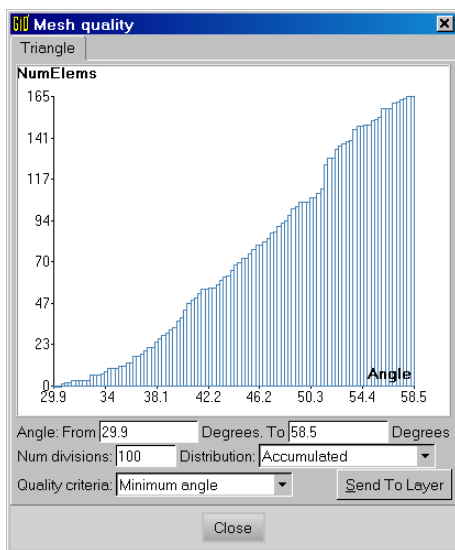 GiD Mesh quality
Triangle
NumElems
165
141
117
94
70
47
23
0
Angle
29.9 34 38.1 42.2 46.2 50.3 54.4 58.5
Angle: From 29.9 Degrees. To 58.5 Degrees
Num divisions: 100 Distribution: Accumulated
Quality criteria: Minimum angle Send To Layer
Close